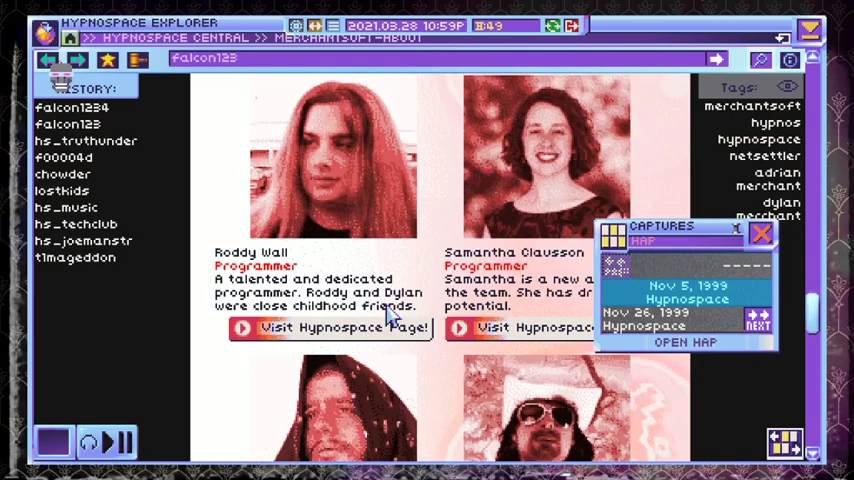 HYPNOSPACE EXPLORER
2021.03.28 10:59P
49
>> HYPNOSPACE CENTRAL >> MERCHANTSOFT-ABOUT
falcon123
HISTORY:
falcon1234
falcon123
hs_truthunder
f00004d
chowder
lostkids
hs_music
hs_techclub
hs_joemanstr
t1mageddon
Roddy Wall
Programmer
A talented and dedicated
programmer. Roddy and Dylan
were close childhood friends.
Visit Hypnospace Page!
Samantha Clausson
Programmer
Samantha is a new a
the team. She has dr
potential.
Visit Hypnospac
Tags:
merchantsoft
hypnos
hypnospace
netsettler
adrian
merchant
dylan
merchant
CAPTURES
HAP
-----
Nov 5, 1999
Hypnospace
Nov 26, 1999
Hypnospace
NEXT
OPEN HAP